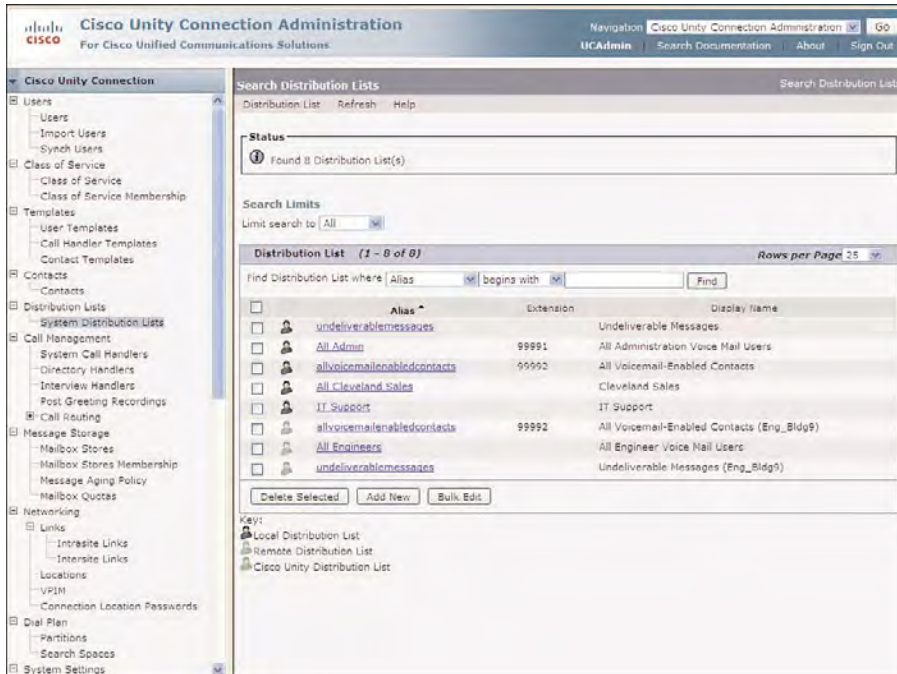 cisco
Cisco Unity Connection Administration
For Cisco Unified Communications Solutions
Navigation Cisco Unity Connection Administration Go
UCAdmin Search Documentation About Sign Out
Cisco Unity Connection
Users
Users
Import Users
Synch Users
Class of Service
Class of Service
Class of Service Membership
Templates
User Templates
Call Handler Templates
Contact Templates
Contacts
Contacts
Distribution Lists
System Distribution Lists
Call Management
System Call Handlers
Directory Handlers
Interview Handlers
Post Greeting Recordings
Call Routing
Message Storage
Mailbox Stores
Mailbox Stores Membership
Message Aging Policy
Mailbox Quotas
Networking
Links
Intrasite Links
Intersite Links
Locations
VPIM
Connection Location Passwords
Dial Plan
Partitions
Search Spaces
System Settings
Search Distribution Lists Search Distribution List
Distribution List Refresh Help
Status
Found 8 Distribution List(s)
Search Limits
Limit search to All
Distribution List (1 - 8 of 8) Rows per Page 25
Find Distribution List where Alias begins with Find
Alias Extension Display Name
undeliverablemessages Undeliverable Messages
All Admin 99991 All Administration Voice Mail Users
allvoicemailenabledcontacts 99992 All Voicemail-Enabled Contacts
All Cleveland Sales Cleveland Sales
IT Support IT Support
allvoicemailenabledcontacts 99992 All Voicemail-Enabled Contacts (Eng_Bldg9)
All Engineers All Engineer Voice Mail Users
undeliverablemessages Undeliverable Messages (Eng_Bldg9)
Delete Selected Add New Bulk Edit
Key:
Local Distribution List
Remote Distribution List
Cisco Unity Distribution List